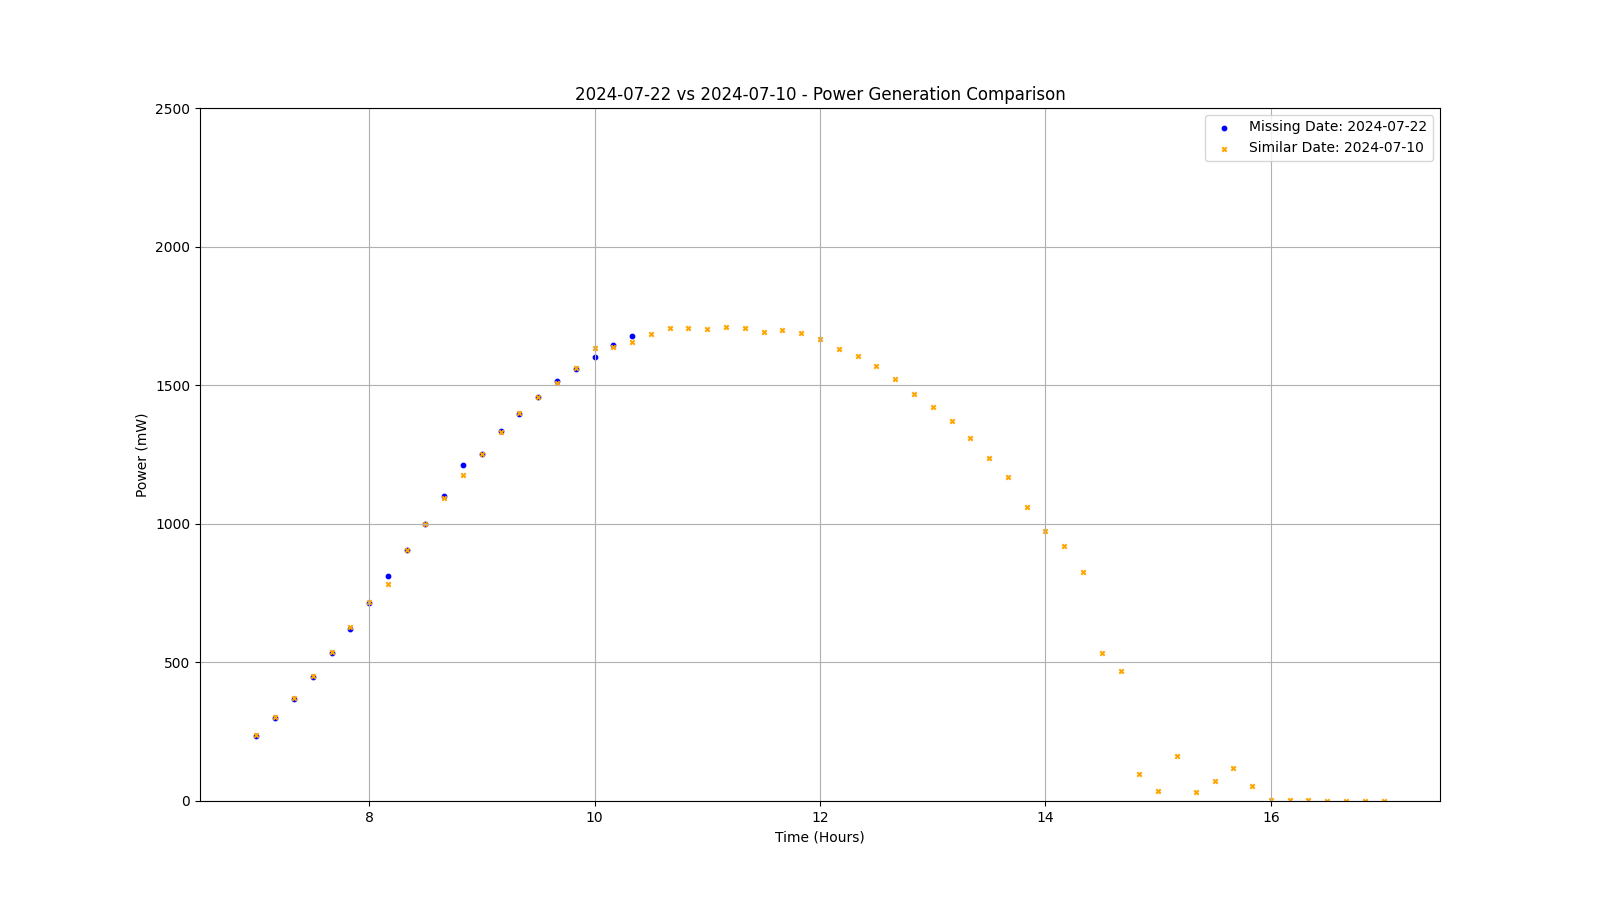 2024-07-22 vs 2024-07-10 - Power Generation Comparison
Missing Date: 2024-07-22
Similar Date: 2024-07-10
2500
2000
1500
1000
500
0
Power (mW)
8
10
12
14
16
Time (Hours)